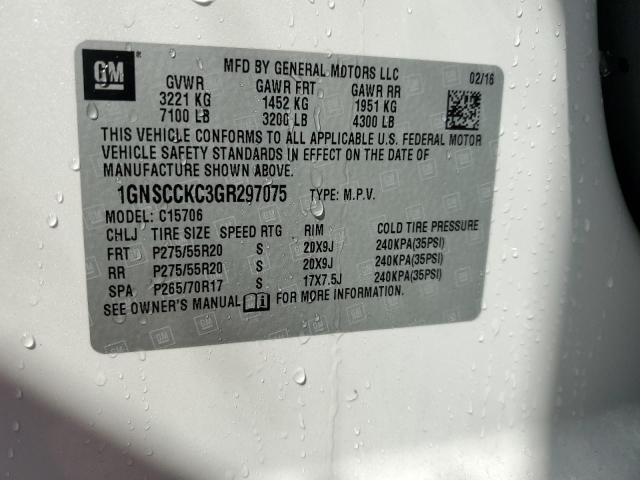 GM
MFD BY GENERAL MOTORS LLC 02/16
GVWR GAWR FRT GAWR RR
3221 KG 1452 KG 1951 KG
7100 LB 3200 LB 4300 LB
THIS VEHICLE CONFORMS TO ALL APPLICABLE U.S. FEDERAL MOTOR
VEHICLE SAFETY STANDARDS IN EFFECT ON THE DATE OF
MANUFACTURE SHOWN ABOVE.
1GNSCCKC3GR297075 TYPE: M.P.V.
MODEL: C15706
CHLJ TIRE SIZE SPEED RTG RIM COLD TIRE PRESSURE
FRT P275/55R20 S 20X9J 240KPA(35PSI)
RR P275/55R20 S 20X9J 240KPA(35PSI)
SPA P265/70R17 S 17X7.5J 240KPA(35PSI)
SEE OWNER'S MANUAL FOR MORE INFORMATION.